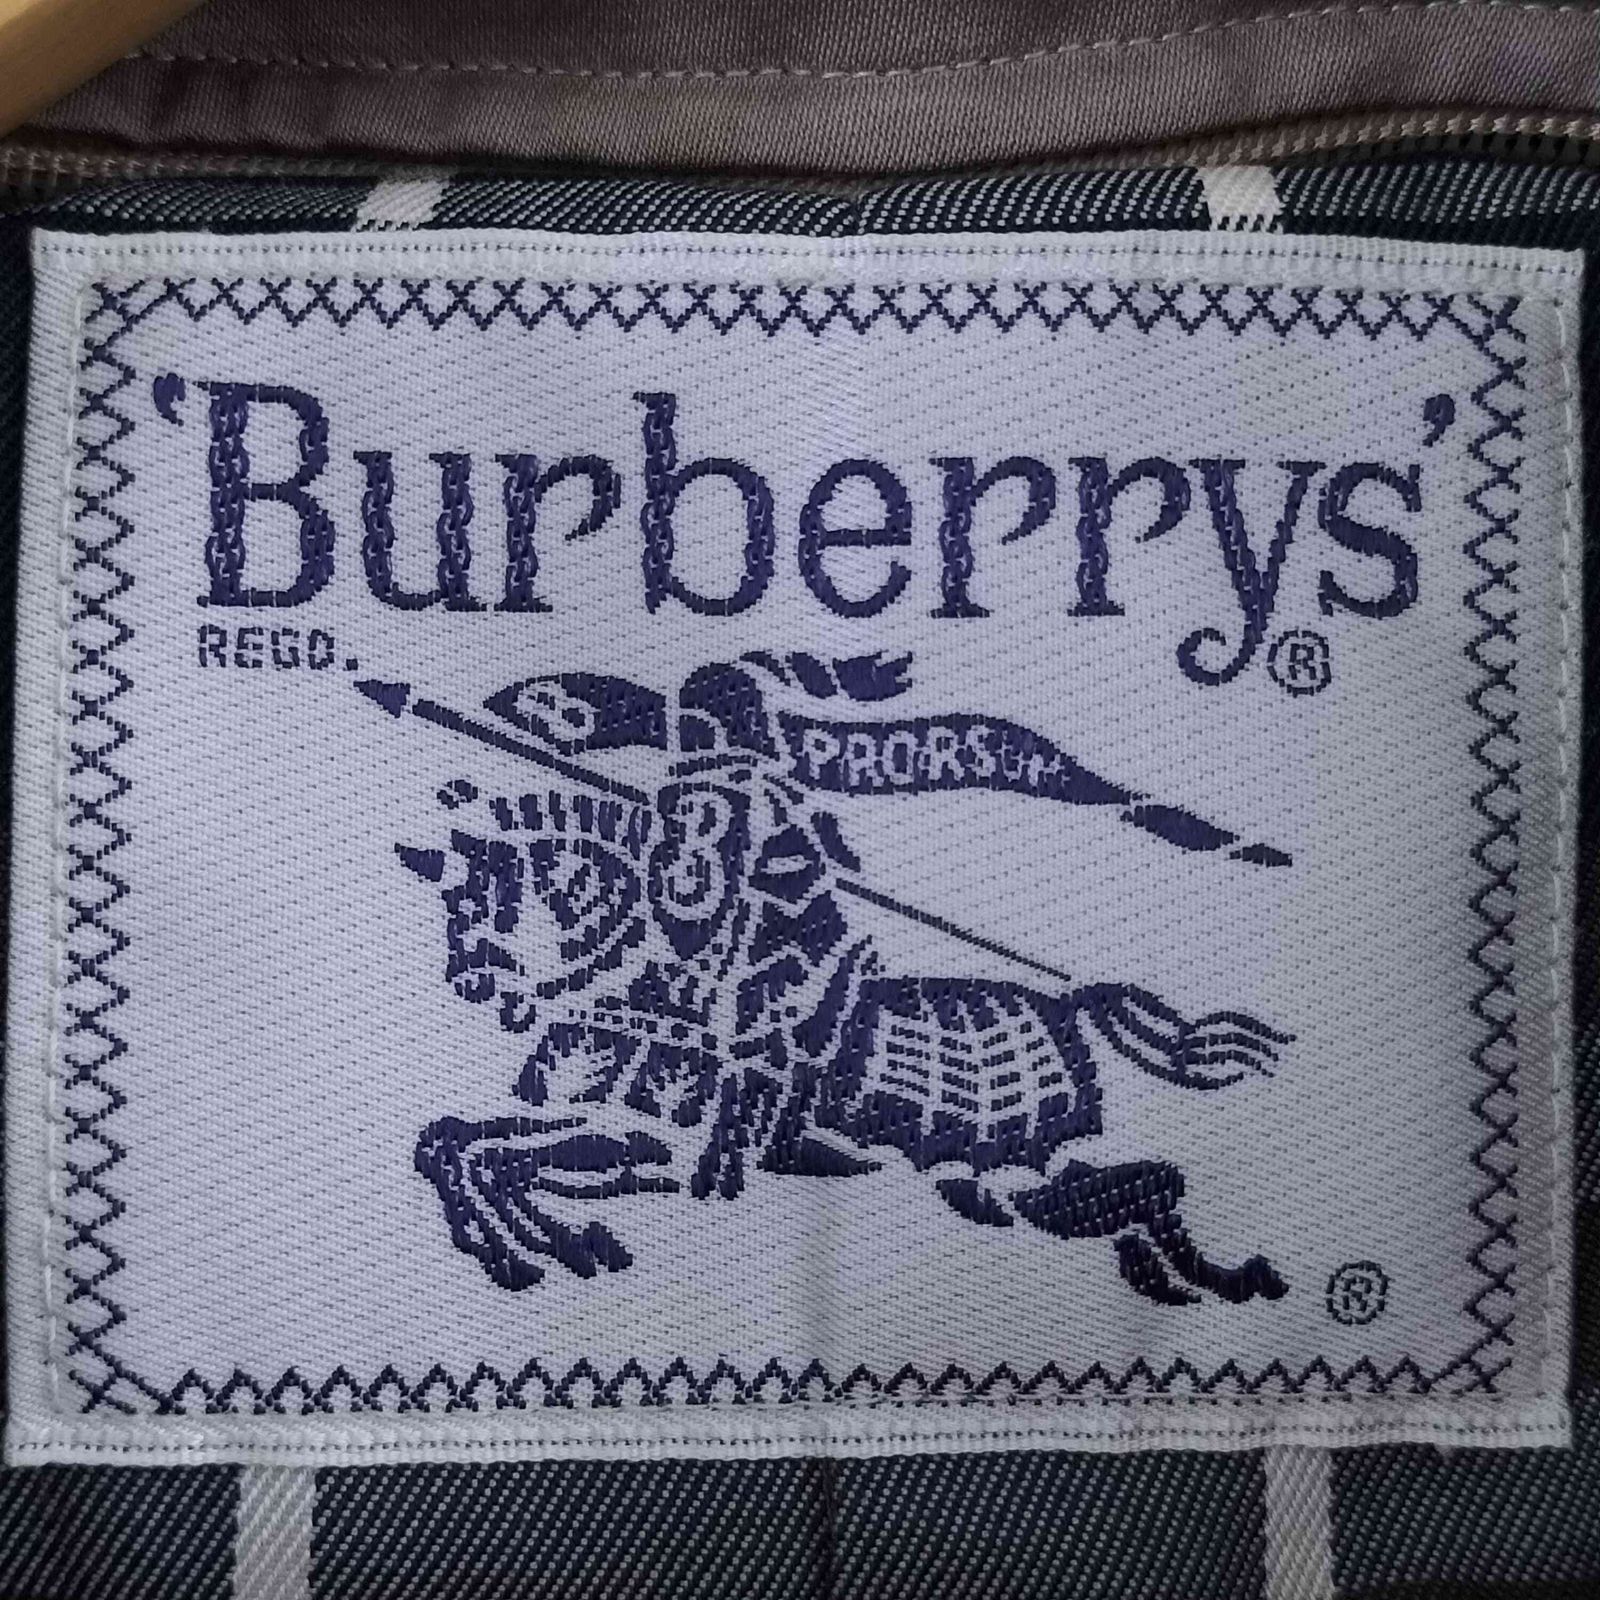 'Burberrys'
REGD. ®
PRORSUM
®